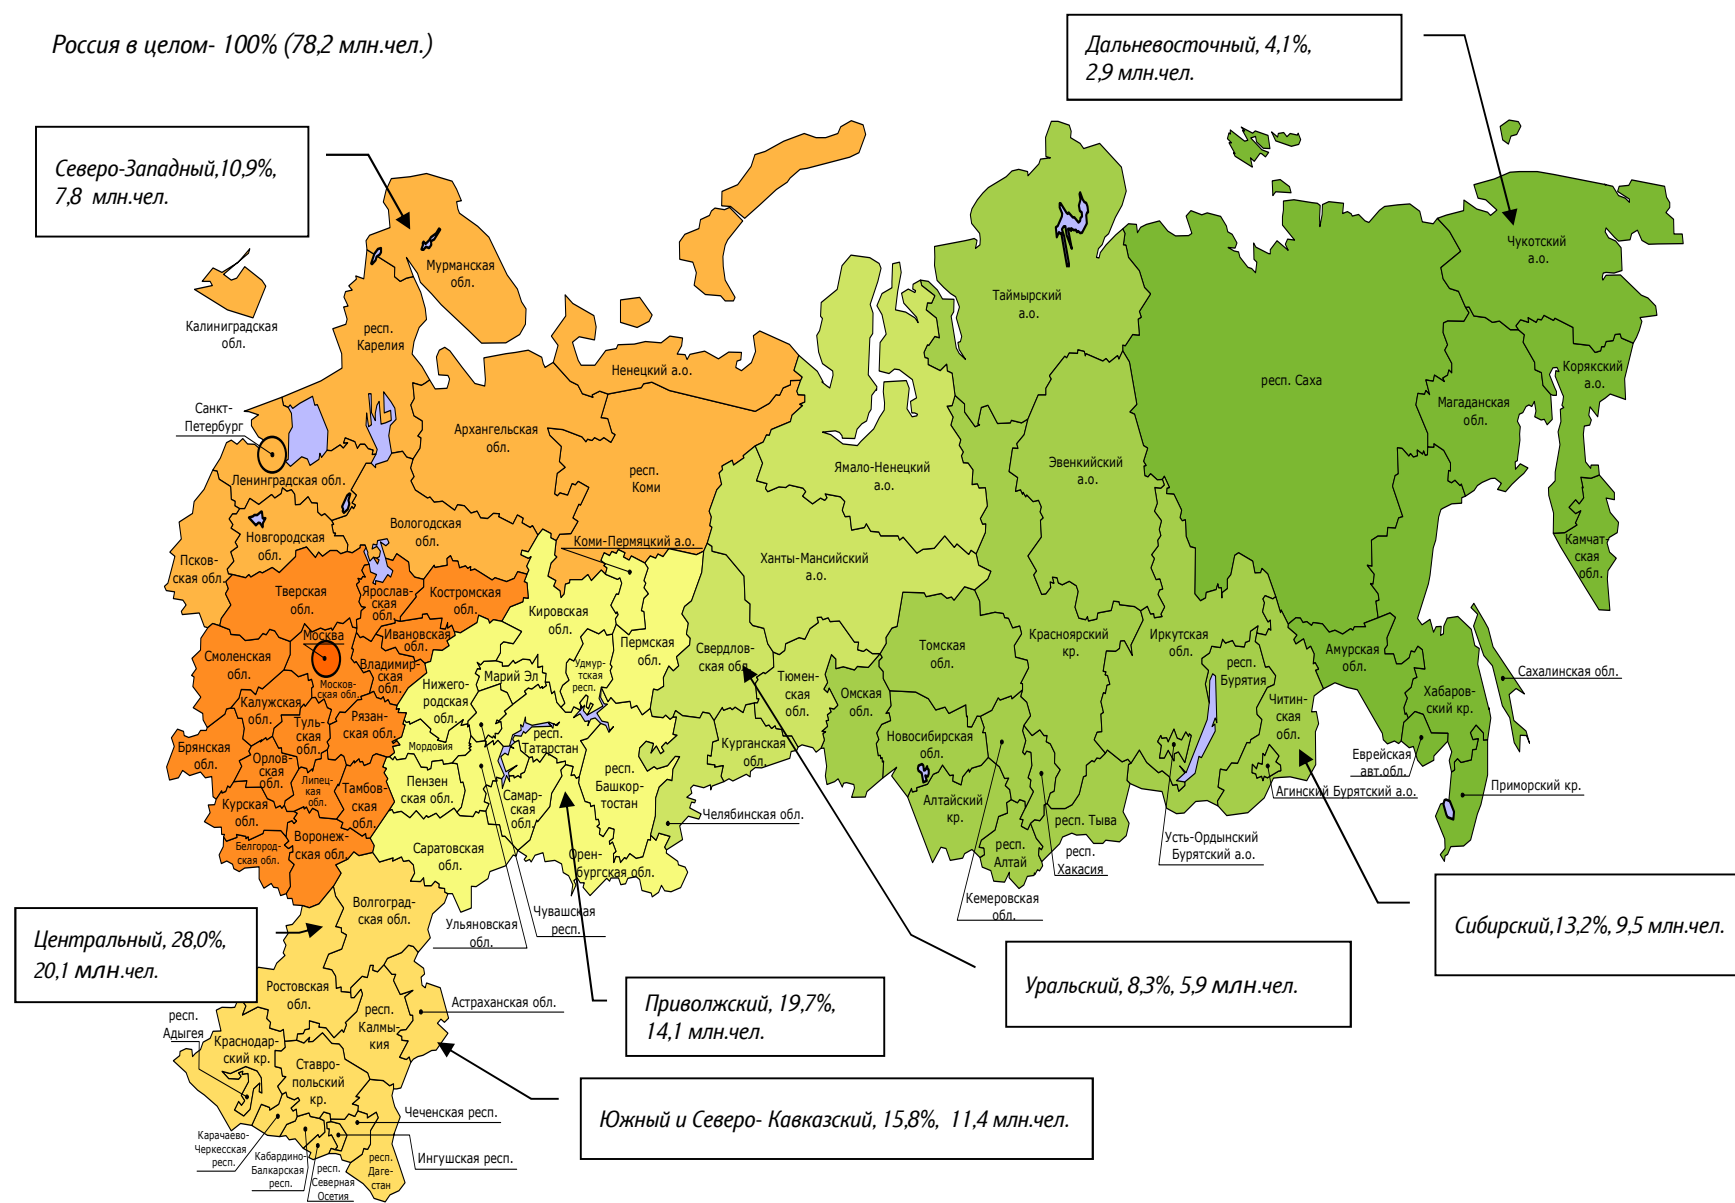 Россия в целом- 100% (78,2 млн.чел.)
Дальневосточный, 4,1%,
2,9 млн.чел.
Северо-Западный,10,9%,
7,8 млн.чел.
Мурманская
обл.
Чукотский
а.о.
Калиниградская
обл.
респ.
Карелия
Таймырский
а.о.
Ненецкий а.о.
респ. Саха
Корякский
а.о.
Магаданская
обл.
Санкт-
Петербург
Архангельская
обл.
респ.
Коми
Ямало-Ненецкий
а.о.
Эвенкийский
а.о.
Ленинградская обл.
Вологодская
обл.
Новгородская
обл.
Псков-
ская обл.
Коми-Пермяцкий а.о.
Ханты-Мансийский
а.о.
Камчат-
ская
обл.
Тверская
обл.
Ярослав-
ская
обл.
Костромская
обл.
Кировская
обл.
Пермская
обл.
Москва
Ивановская
обл.
Смоленская
обл.
Владимир-
ская
обл.
Москов-
ская обл.
Нижего-
родская
обл.
Марий Эл
Удмур-
тская
респ.
Свердлов-
ская обл.
Тюмен-
ская
обл.
Томская
обл.
Красноярский
кр.
Иркутская
обл.
респ.
Бурятия
Читин-
ская
обл.
Амурская
обл.
Хабаров-
ский кр.
Сахалинская обл.
Калужская
обл.
Туль-
ская
обл.
Рязан-
ская обл.
Омская
обл.
Брянская
обл.
Орлов-
ская
обл.
Липец-
кая
обл.
Тамбов-
ская
обл.
Мордовия
респ.
Татарстан
Курганская
обл.
Новосибирская
обл.
Еврейская
авт.обл.
Приморский кр.
Курская
обл.
Пензен
ская обл.
Самар-
ская
обл.
респ.
Башкор-
тостан
Челябинская обл.
Алтайский
кр.
Агинский Бурятский а.о.
Белгород-
ская обл.
Воронеж-
ская обл.
Саратовская
обл.
Орен-
бургская обл.
респ.
Алтай
респ.
Хакасия
респ. Тыва
Усть-Ордынский
Бурятский а.о.
Кемеровская
обл.
Волгоград-
ская обл.
Ульяновская
обл.
Чувашская
респ.
Центральный, 28,0%,
20,1 млн.чел.
Сибирский,13,2%, 9,5 млн.чел.
Уральский, 8,3%, 5,9 млн.чел.
Приволжский, 19,7%,
14,1 млн.чел.
Ростовская
обл.
респ.
Калмы-
кия
Астраханская обл.
респ.
Адыгея
Краснодар-
ский кр.
Ставро-
польский
кр.
Южный и Северо- Кавказский, 15,8%, 11,4 млн.чел.
Чеченская респ.
Карачаево-
Черкесская
респ.
Кабардино-
Балкарская
респ.
респ.
Северная
Осетия
респ.
Даге-
стан
Ингушская респ.